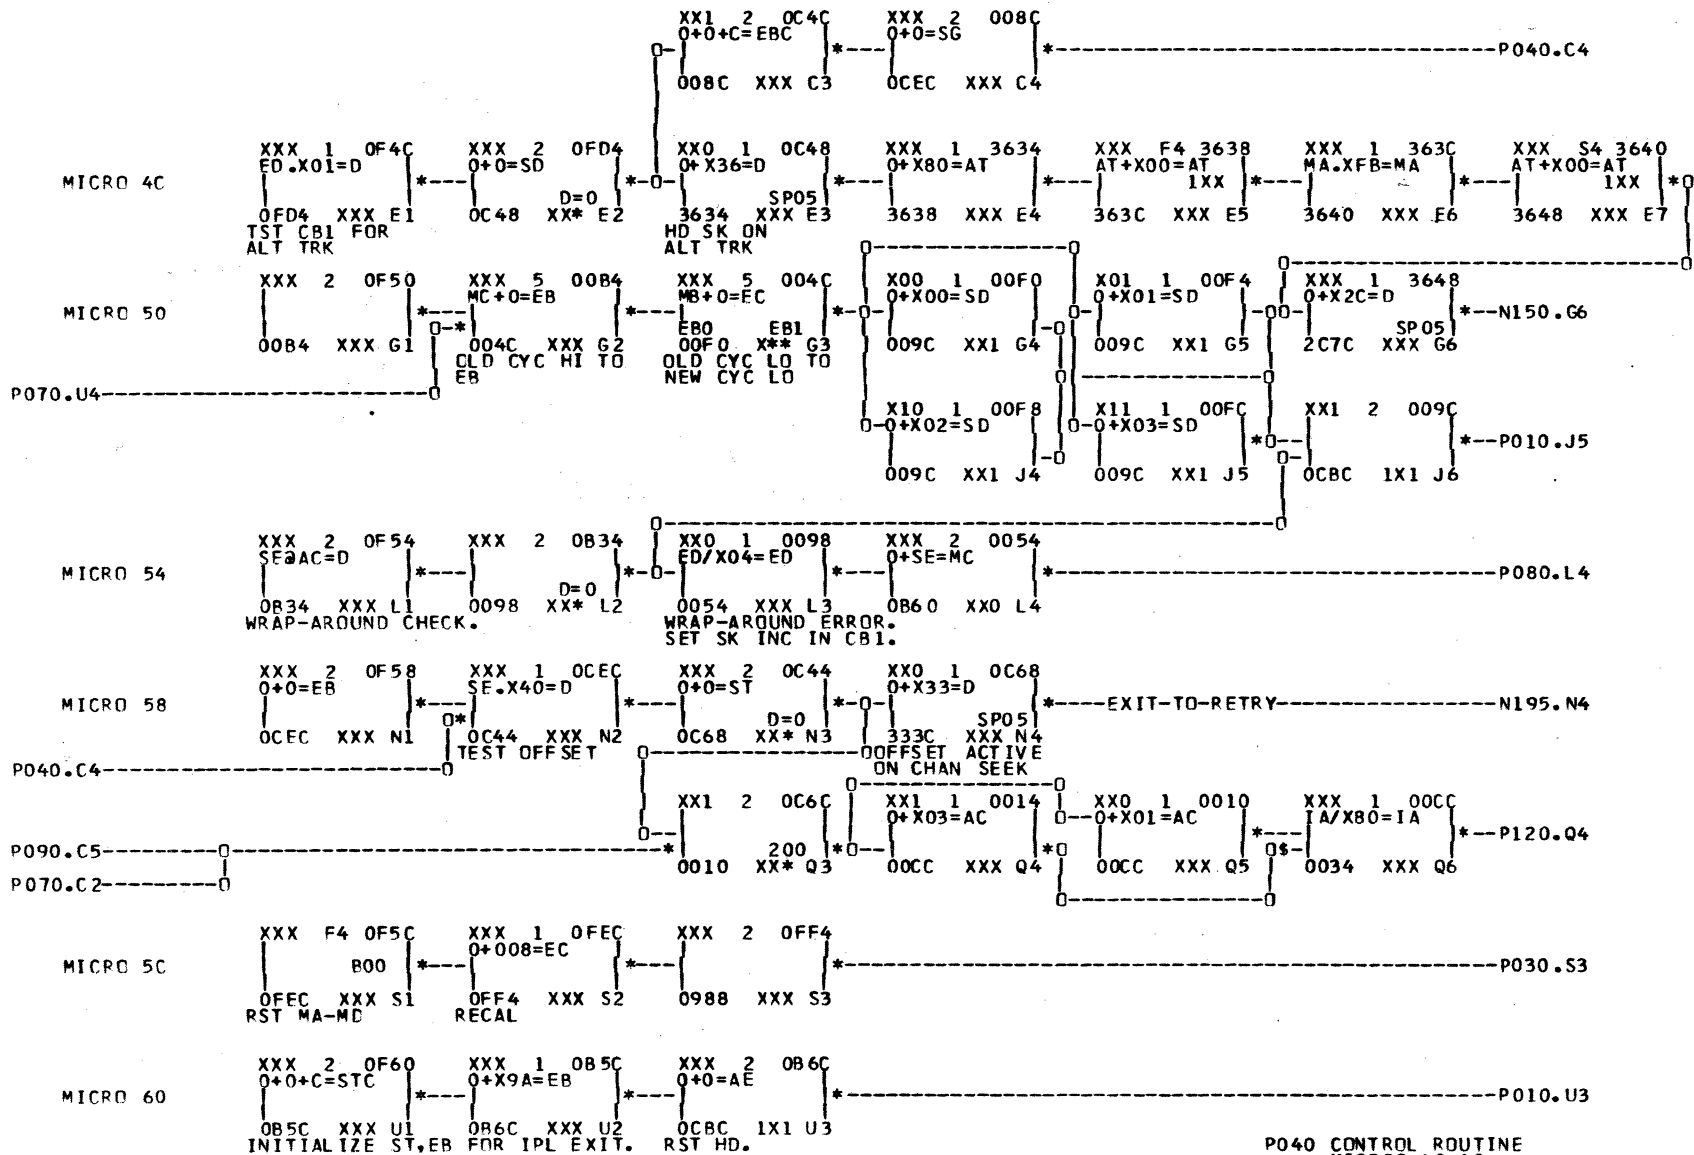 XX1 2 0C4C XXX 2 008C
0+0+C=EBC 0+0=SG
*--- *---P040.C4
008C XXX C3 0CEC XXX C4
XXX 1 0F4C XXX 2 0FD4 XX0 1 0C48 XXX 1 3634 XXX F4 3638 XXX 1 363C XXX S4 3640
ED.X01=D 0+0=SD 0+X36=D 0+X80=AT AT+X00=AT MA.XFB=MA AT+X00=AT
MICRO 4C 1XX 1XX
D=0 SP05
0FD4 XXX E1 0C48 XX* E2 3634 XXX E3 3638 XXX E4 363C XXX E5 3640 XXX E6 3648 XXX E7
TST CB1 FOR HD SK ON
ALT TRK ALT TRK
XXX 2 0F50 XXX 5 00B4 XXX 5 004C X00 1 00F0 X01 1 00F4 XXX 1 3648
MC+0=EB MB+0=EC 0+X00=SD 0+X01=SD 0+X2C=D
MICRO 50 N150.G6
EB0 EB1 SP05
00B4 XXX G1 004C XXX G2 00F0 X** G3 009C XX1 G4 009C XX1 G5 2C7C XXX G6
OLD CYC HI TO OLD CYC LO TO
EB NEW CYC LO
P070.U4
X10 1 00F8 X11 1 00FC XX1 2 009C
0+X02=SD 0+X03=SD
P010.J5
009C XX1 J4 009C XX1 J5 0CBC 1X1 J6
XXX 2 0F54 XXX 2 0B34 XX0 1 0098 XXX 2 0054
SE@AC=D ED/X04=ED 0+SE=MC
MICRO 54 P080.L4
D=0
0B34 XXX L1 0098 XX* L2 0054 XXX L3 0B60 XX0 L4
WRAP-AROUND CHECK. WRAP-AROUND ERROR.
SET SK INC IN CB1.
XXX 2 0F58 XXX 1 0CEC XXX 2 0C44 XX0 1 0C68
0+0=EB SE.X40=D 0+0=ST 0+X33=D
MICRO 58 EXIT-TO-RETRY N195.N4
D=0 SP05
0CEC XXX N1 0C44 XXX N2 0C68 XX* N3 333C XXX N4
TEST OFFSET OFFSET ACTIVE
P040.C4 ON CHAN SEEK
XX1 2 0C6C XX1 1 0014 XX0 1 0010 XXX 1 00CC
0+X03=AC 0+X01=AC IA/X80=IA
P120.Q4
P090.C5 200 $
0010 XX* Q3 00CC XXX Q4 00CC XXX Q5 0034 XXX Q6
P070.C2
XXX F4 0F5C XXX 1 0FEC XXX 2 0FF4
0+008=EC
MICRO 5C B00 P030.S3
0FEC XXX S1 0FF4 XXX S2 0988 XXX S3
RST MA-MD RECAL
XXX 2 0F60 XXX 1 0B5C XXX 2 0B6C
0+0+C=STC 0+X9A=EB 0+0=AE
MICRO 60 P010.U3
0B5C XXX U1 0B6C XXX U2 0CBC 1X1 U3
INITIALIZE ST,EB FOR IPL EXIT. RST HD.
P040 CONTROL ROUTINE